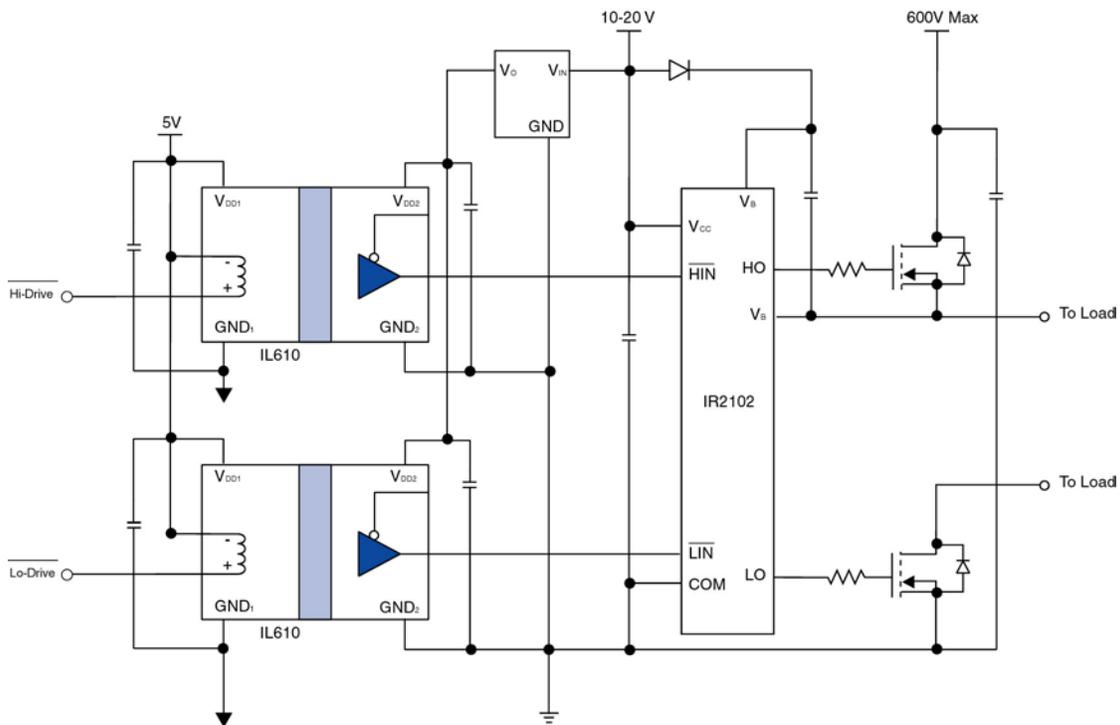 10-20 V
600V Max
VO
VIN
GND
5V
VDD1
VDD2
-
+
Hi-Drive
GND1
GND2
IL610
VB
VCC
HIN
HO
VB
To Load
IR2102
VDD1
VDD2
-
+
Lo-Drive
GND1
GND2
IL610
LIN
COM
LO
To Load